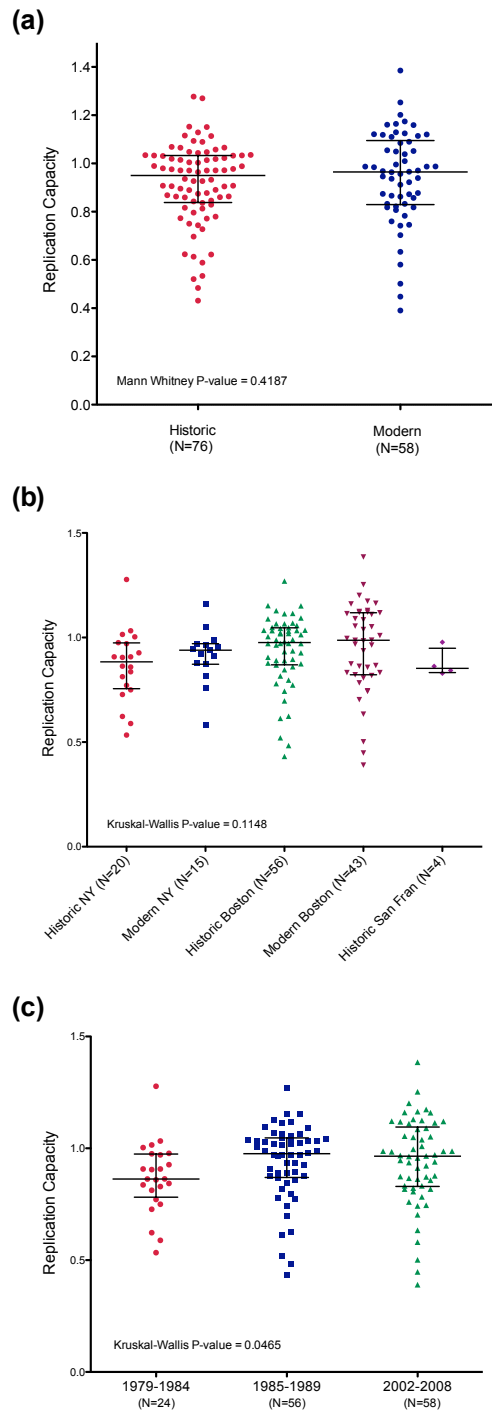 (a)
1.4
1.2
1.0
0.8
0.6
0.4
0.2
0.0
Replication Capacity
Mann Whitney P-value = 0.4187
Historic
(N=76)
Modern
(N=58)
(b)
1.5
1.0
0.5
0.0
Replication Capacity
Kruskal-Wallis P-value = 0.1148
Historic NY (N=20)
Modern NY (N=15)
Historic Boston (N=56)
Modern Boston (N=43)
Historic San Fran (N=4)
(c)
1.5
1.0
0.5
0.0
Replication Capacity
Kruskal-Wallis P-value = 0.0465
1979-1984
(N=24)
1985-1989
(N=56)
2002-2008
(N=58)